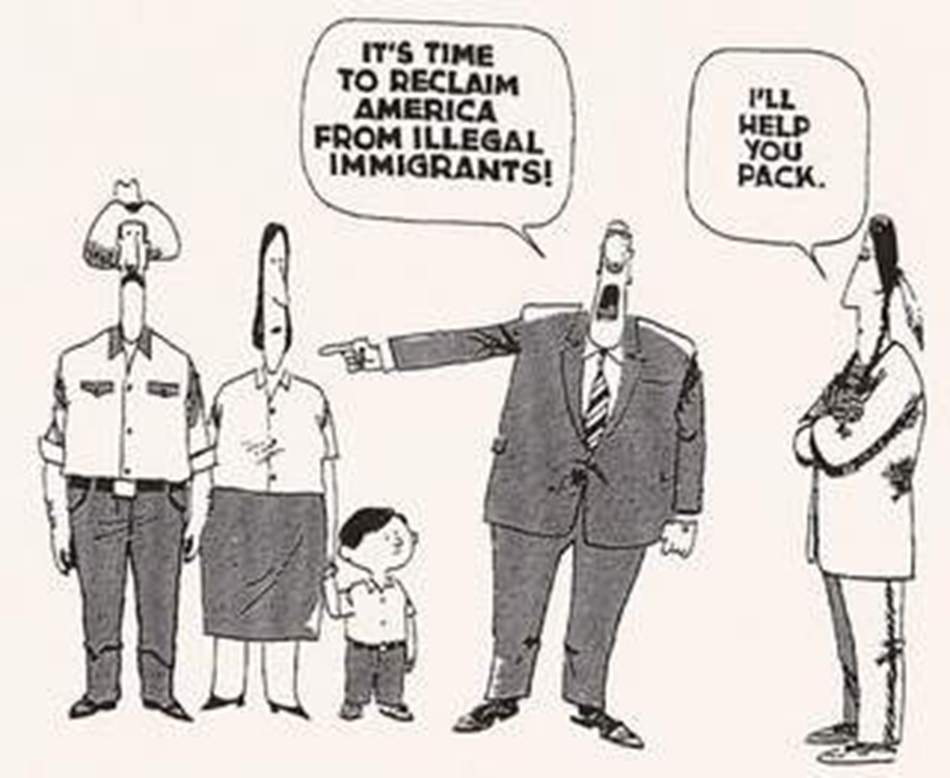 IT'S TIME
TO RECLAIM
AMERICA
FROM ILLEGAL
IMMIGRANTS!
I'LL
HELP
YOU
PACK.